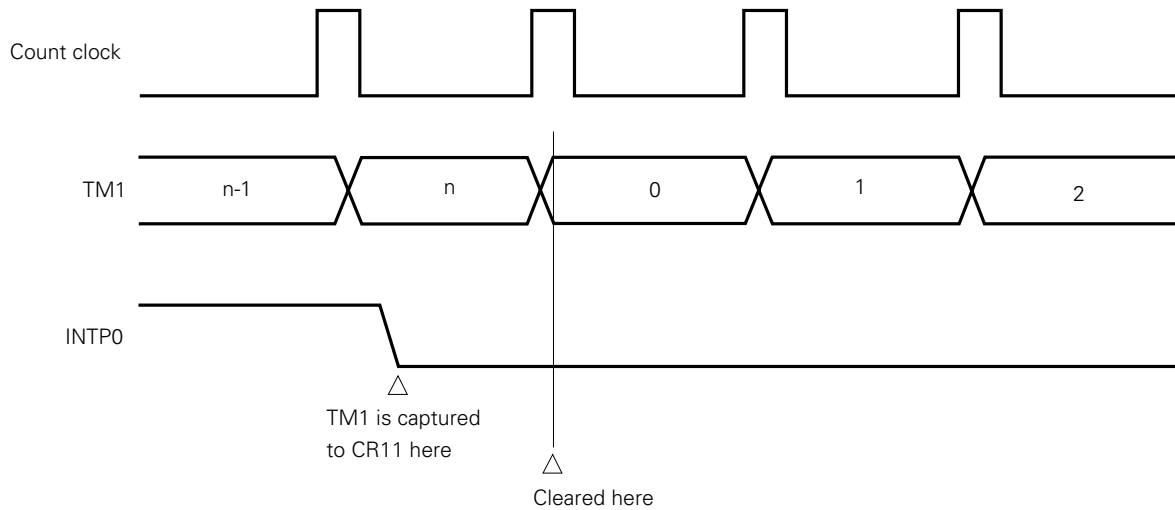 Count clock
TM1
n-1
n
0
1
2
INTP0
TM1 is captured
to CR11 here
Cleared here